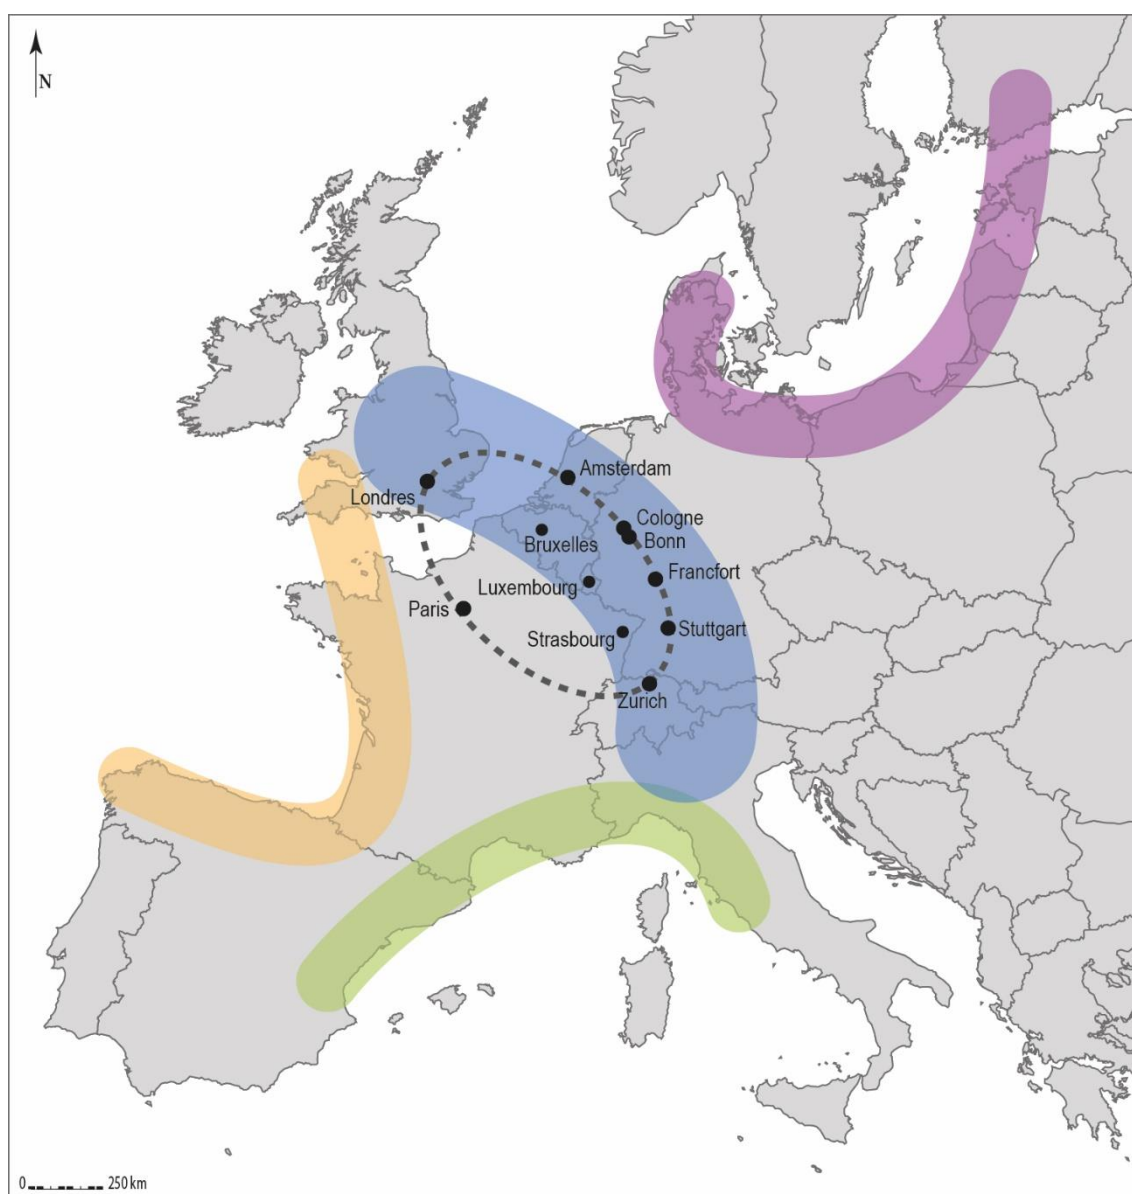 N
Amsterdam
Londres
Cologne
Bonn
Bruxelles
Francfort
Luxembourg
Paris
Stuttgart
Strasbourg
Zurich
0 250 km